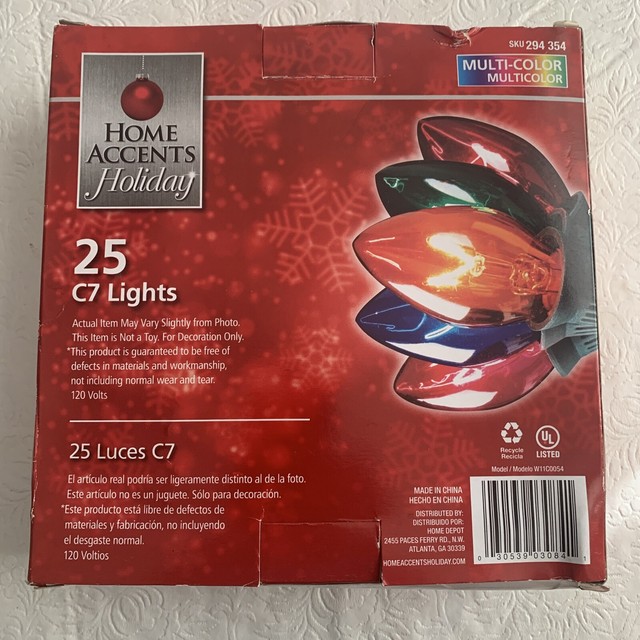 SKU 294 354
MULTI-COLOR
MULTICOLOR
HOME
ACCENTS
Holiday
25
C7 Lights
Actual Item May Vary Slightly from Photo.
This Item is Not a Toy. For Decoration Only.
*This product is guaranteed to be free of
defects in materials and workmanship,
not including normal wear and tear.
120 Volts
25 Luces C7
El artículo real podría ser ligeramente distinto al de la foto.
Este artículo no es un juguete. Sólo para decoración.
*Este producto está libre de defectos de
materiales y fabricación, no incluyendo
el desgaste normal.
120 Voltios
Recycle
Recicla
UL
LISTED
Model / Modelo W11C0054
MADE IN CHINA
HECHO EN CHINA
DISTRIBUTED BY:
DISTRIBUIDO POR:
HOME DEPOT
2455 PACES FERRY RD., N.W.
ATLANTA, GA 30339
HOMEACCENTSHOLIDAY.COM
0 30539 03084 1